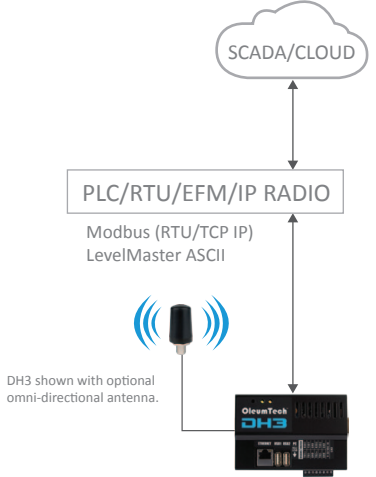 SCADA/CLOUD
PLC/RTU/EFM/IP RADIO
Modbus (RTU/TCP IP)
LevelMaster ASCII
DH3 shown with optional
omni-directional antenna.
OleumTech
DH3